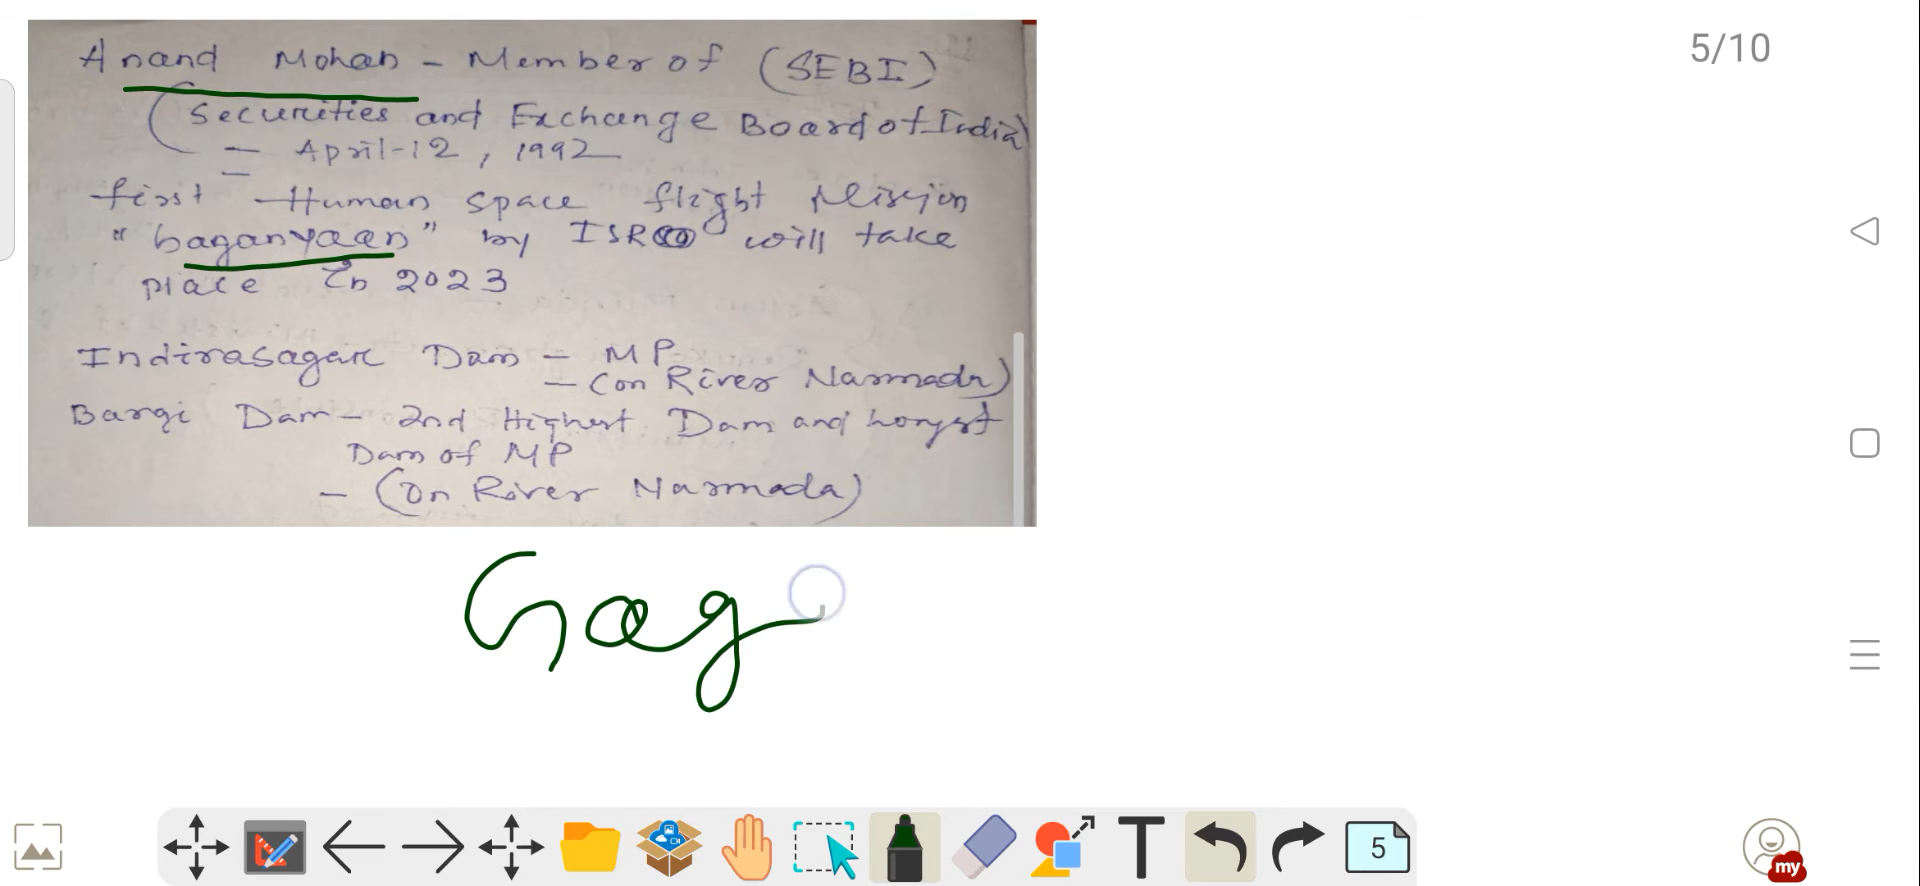 5/10
Anand Mohan - Member of (SEBI)
(Securities and Exchange Board of India)
- April-12, 1992
first Human space flight Mission
"Gaganyaan" by ISRO will take
place In 2023
Indirasagar Dam - MP
- (on River Narmada)
Bargi Dam - 2nd Highest Dam and longest
Dam of MP
- (On River Narmada)
Gag
T
5
my